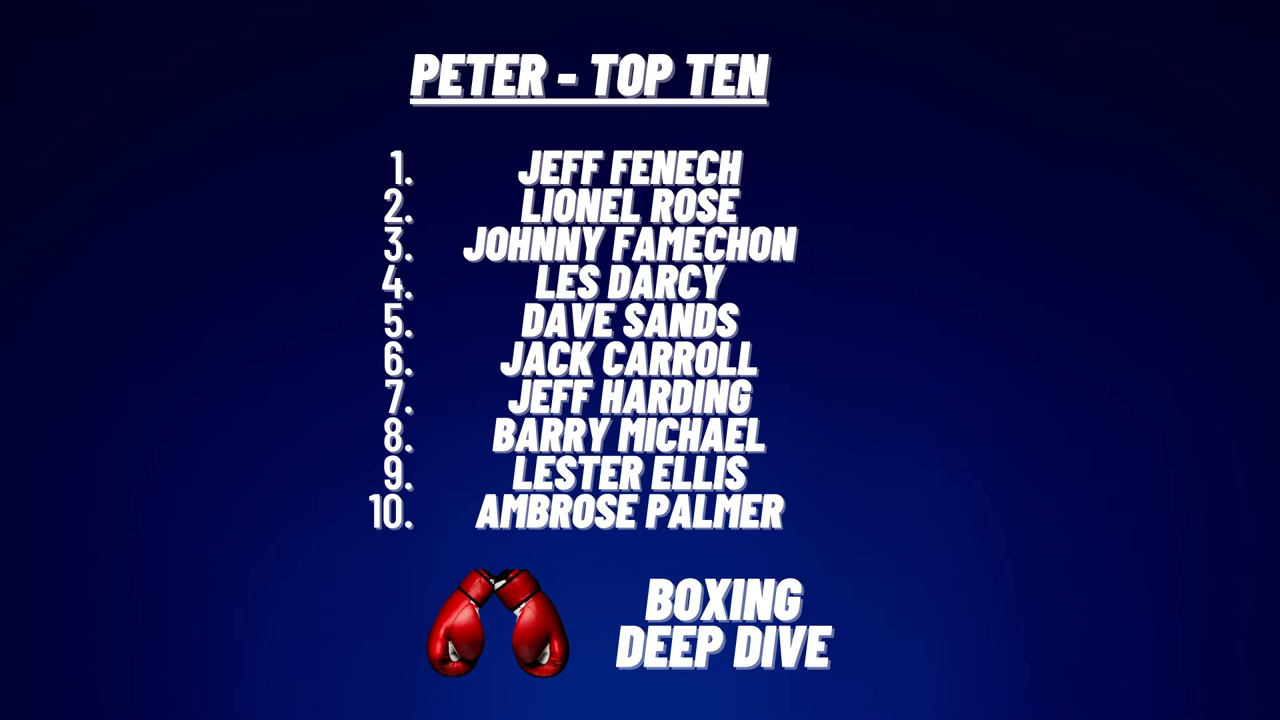 PETER - TOP TEN
1. JEFF FENECH
2. LIONEL ROSE
3. JOHNNY FAMECHON
4. LES DARCY
5. DAVE SANDS
6. JACK CARROLL
7. JEFF HARDING
8. BARRY MICHAEL
9. LESTER ELLIS
10. AMBROSE PALMER
BOXING
DEEP DIVE